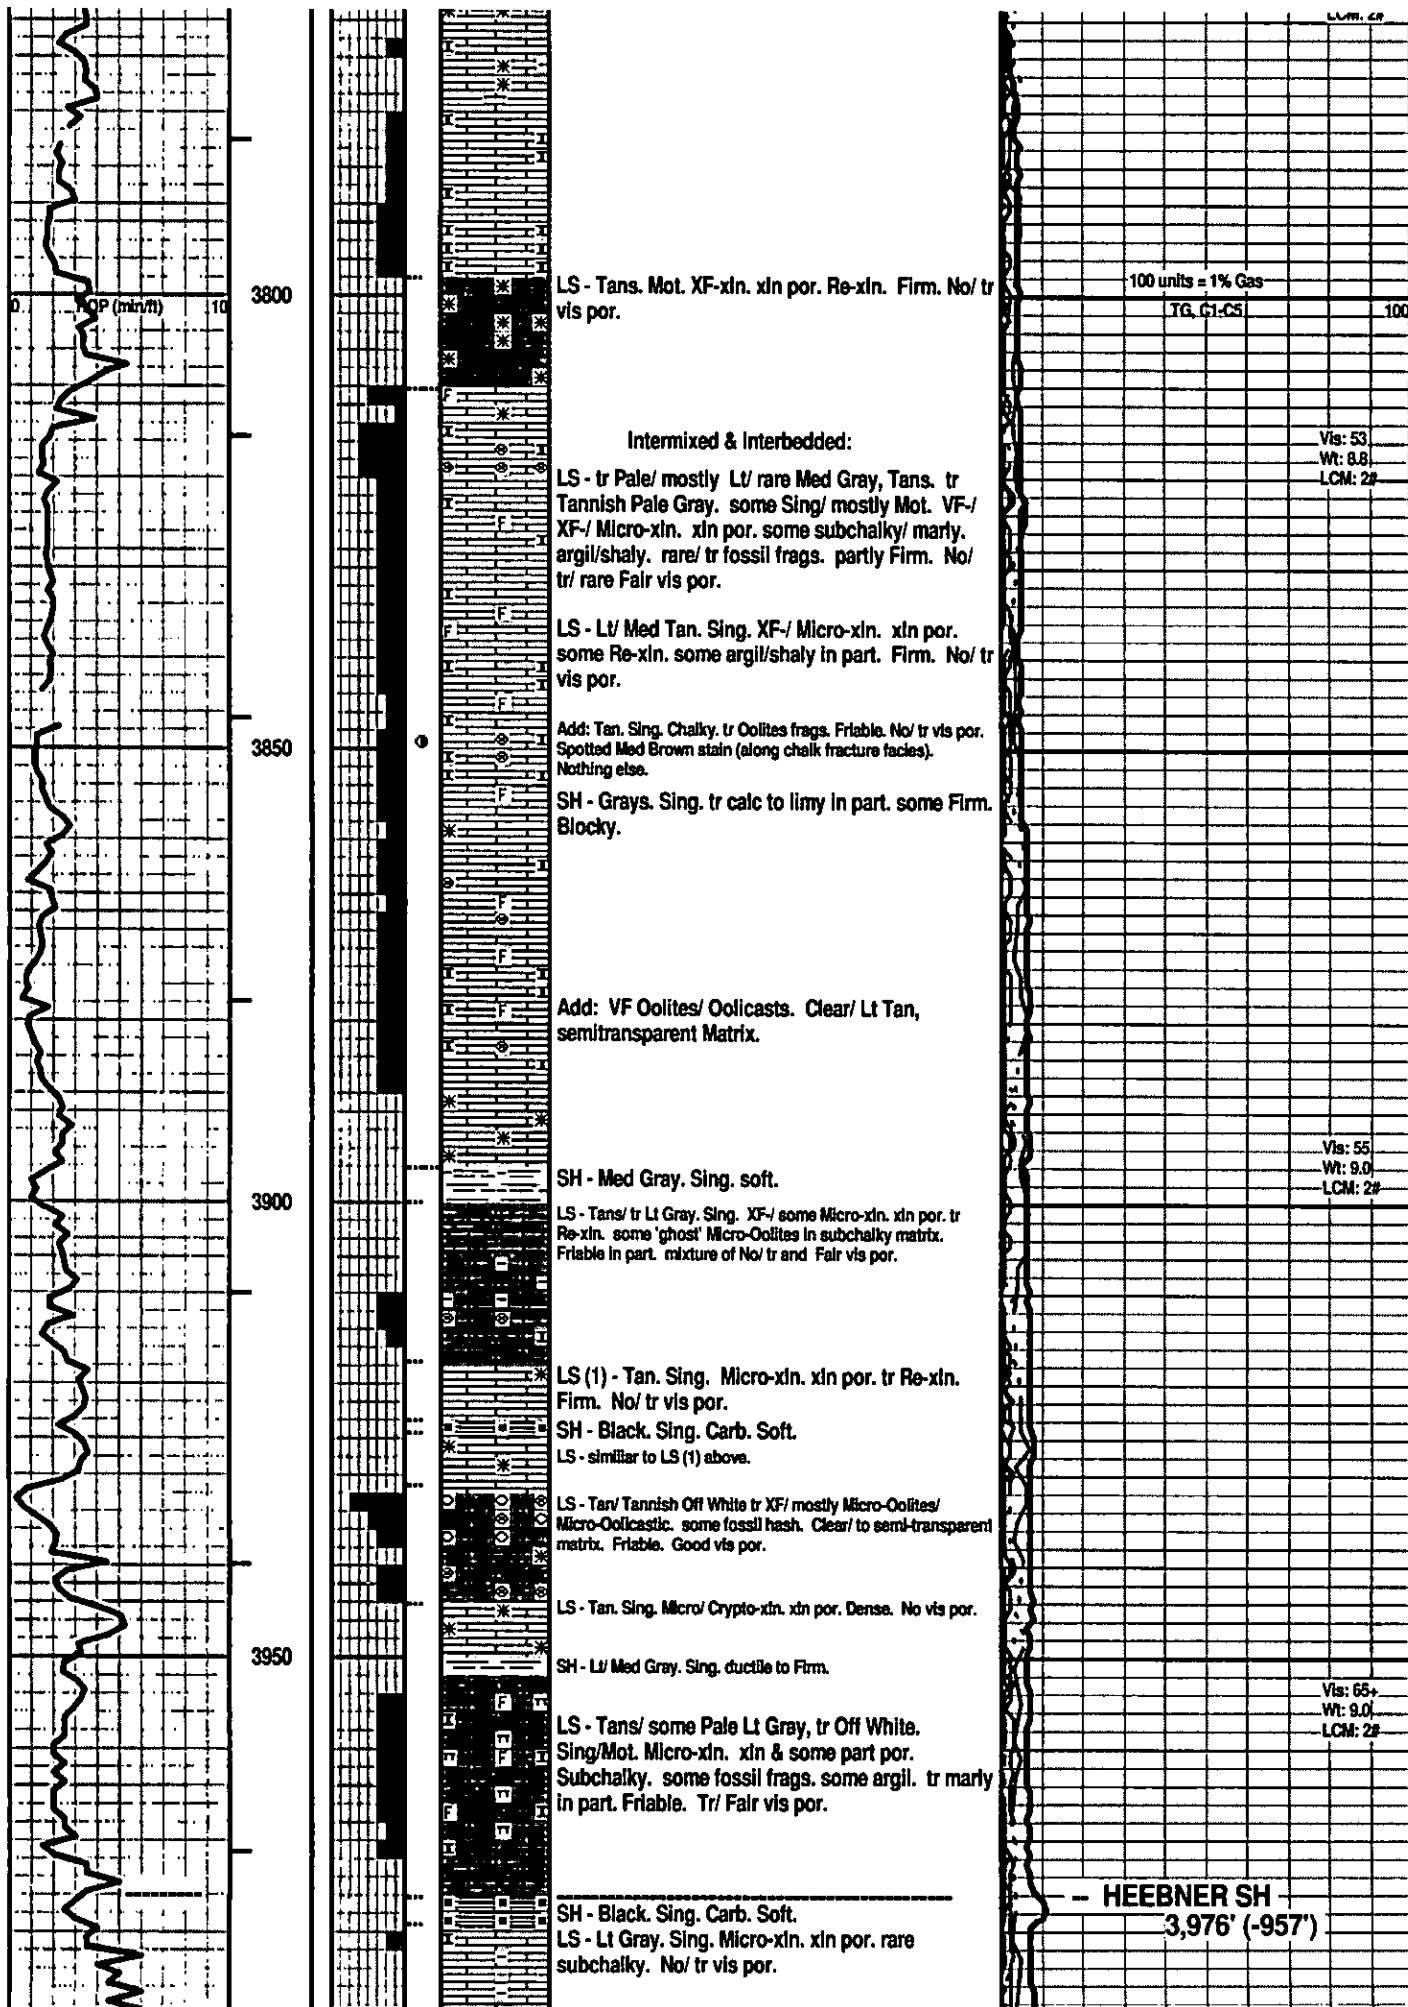 LCM: 2#
LS - Tans. Mot. XF-xln. xln por. Re-xln. Firm. No/ tr
vis por.
100 units = 1% Gas
3800
0 ROP (min/ft) 10
TG, C1-C5 100
Intermixed & Interbedded:
Vis: 53
Wt: 8.8
LCM: 2#
LS - tr Pale/ mostly Lt/ rare Med Gray, Tans. tr
Tannish Pale Gray. some Sing/ mostly Mot. VF-/
XF-/ Micro-xln. xln por. some subchalky/ marly.
argil/shaly. rare/ tr fossil frags. partly Firm. No/
tr/ rare Fair vis por.
LS - Lt/ Med Tan. Sing. XF-/ Micro-xln. xln por.
some Re-xln. some argil/shaly in part. Firm. No/ tr
vis por.
Add: Tan. Sing. Chalky. tr Oolites frags. Friable. No/ tr vis por.
Spotted Med Brown stain (along chalk fracture facies).
Nothing else.
3850
SH - Grays. Sing. tr calc to limy in part. some Firm.
Blocky.
Add: VF Oolites/ Oolicasts. Clear/ Lt Tan,
semitransparent Matrix.
Vis: 55
Wt: 9.0
LCM: 2#
SH - Med Gray. Sing. soft.
3900
LS - Tans/ tr Lt Gray. Sing. XF-/ some Micro-xln. xln por. tr
Re-xln. some 'ghost' Micro-Oolites in subchalky matrix.
Friable in part. mixture of No/ tr and Fair vis por.
LS (1) - Tan. Sing. Micro-xln. xln por. tr Re-xln.
Firm. No/ tr vis por.
SH - Black. Sing. Carb. Soft.
LS - similiar to LS (1) above.
LS - Tan/ Tannish Off White tr XF/ mostly Micro-Oolites/
Micro-Oolicastic. some fossil hash. Clear/ to semi-transparent
matrix. Friable. Good vis por.
LS - Tan. Sing. Micro/ Crypto-xln. xln por. Dense. No vis por.
3950
SH - Lt/ Med Gray. Sing. ductile to Firm.
Vis: 65+
Wt: 9.0
LCM: 2#
LS - Tans/ some Pale Lt Gray, tr Off White.
Sing/Mot. Micro-xln. xln & some part por.
Subchalky. some fossil frags. some argil. tr marly
in part. Friable. Tr/ Fair vis por.
HEEBNER SH
3,976' (-957')
SH - Black. Sing. Carb. Soft.
LS - Lt Gray. Sing. Micro-xln. xln por. rare
subchalky. No/ tr vis por.